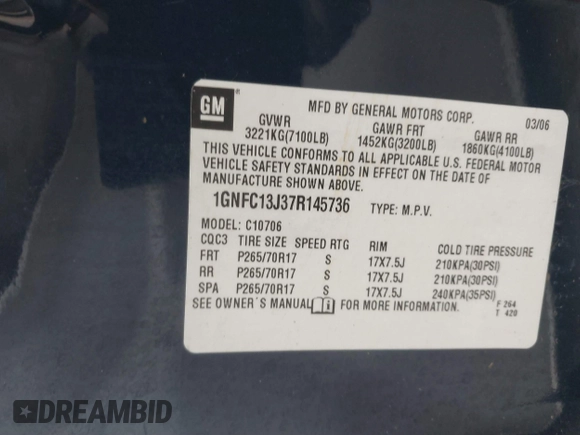 GM ®
MFD BY GENERAL MOTORS CORP. 03/06
GVWR GAWR FRT GAWR RR
3221KG(7100LB) 1452KG(3200LB) 1860KG(4100LB)
THIS VEHICLE CONFORMS TO ALL APPLICABLE U.S. FEDERAL MOTOR
VEHICLE SAFETY STANDARDS IN EFFECT ON THE DATE OF
MANUFACTURE SHOWN ABOVE.
1GNFC13J37R145736 TYPE: M.P.V.
MODEL: C10706
CQC3 TIRE SIZE SPEED RTG RIM COLD TIRE PRESSURE
FRT P265/70R17 S 17X7.5J 210KPA(30PSI)
RR P265/70R17 S 17X7.5J 210KPA(30PSI)
SPA P265/70R17 S 17X7.5J 240KPA(35PSI)
SEE OWNER'S MANUAL FOR MORE INFORMATION. F 264
T 420
DREAMBID